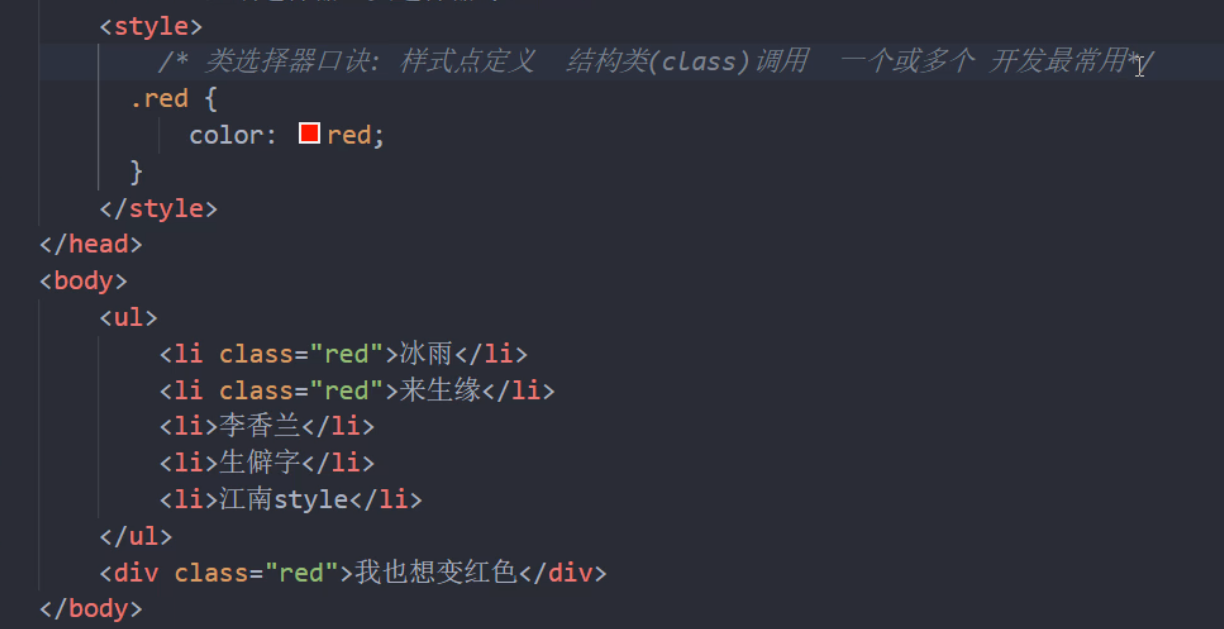 <style>
/* 类选择器口诀: 样式点定义 结构类(class)调用 一个或多个 开发最常用*/
.red {
color: red;
}
</style>
</head>
<body>
<ul>
<li class="red">冰雨</li>
<li class="red">来生缘</li>
<li>李香兰</li>
<li>生僻字</li>
<li>江南style</li>
</ul>
<div class="red">我也想变红色</div>
</body>